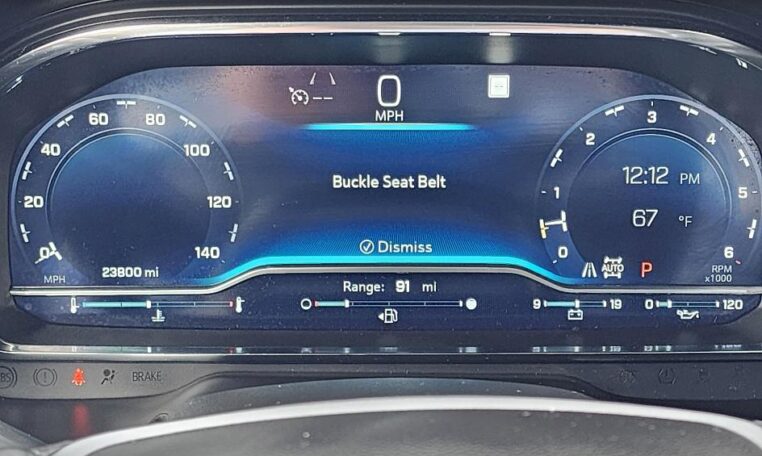 0
MPH
60
80
40
100
20
120
0
140
MPH
23800 mi
Buckle Seat Belt
Dismiss
3
2
4
1
5
0
6
12:12 PM
67 °F
AUTO
P
RPM
x1000
Range: 91 mi
9
19
0
120
BRAKE